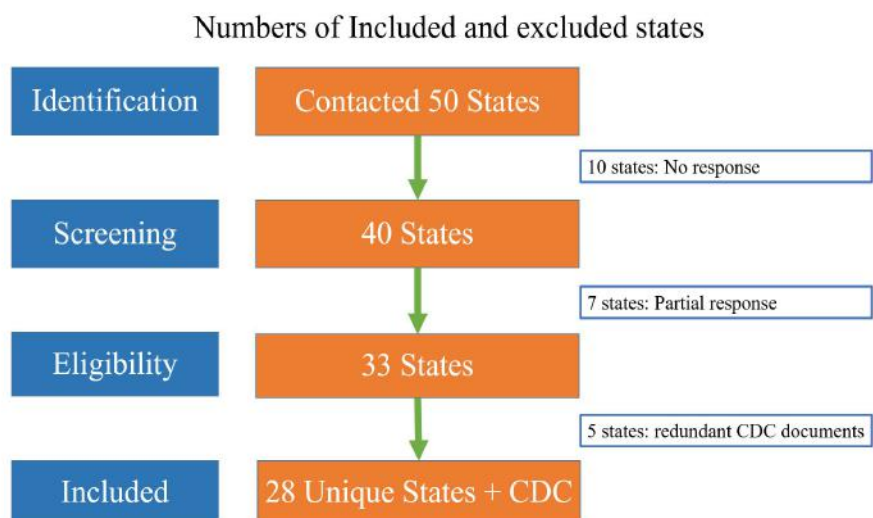 Numbers of Included and excluded states
Identification
Contacted 50 States
10 states: No response
Screening
40 States
7 states: Partial response
Eligibility
33 States
5 states: redundant CDC documents
Included
28 Unique States + CDC